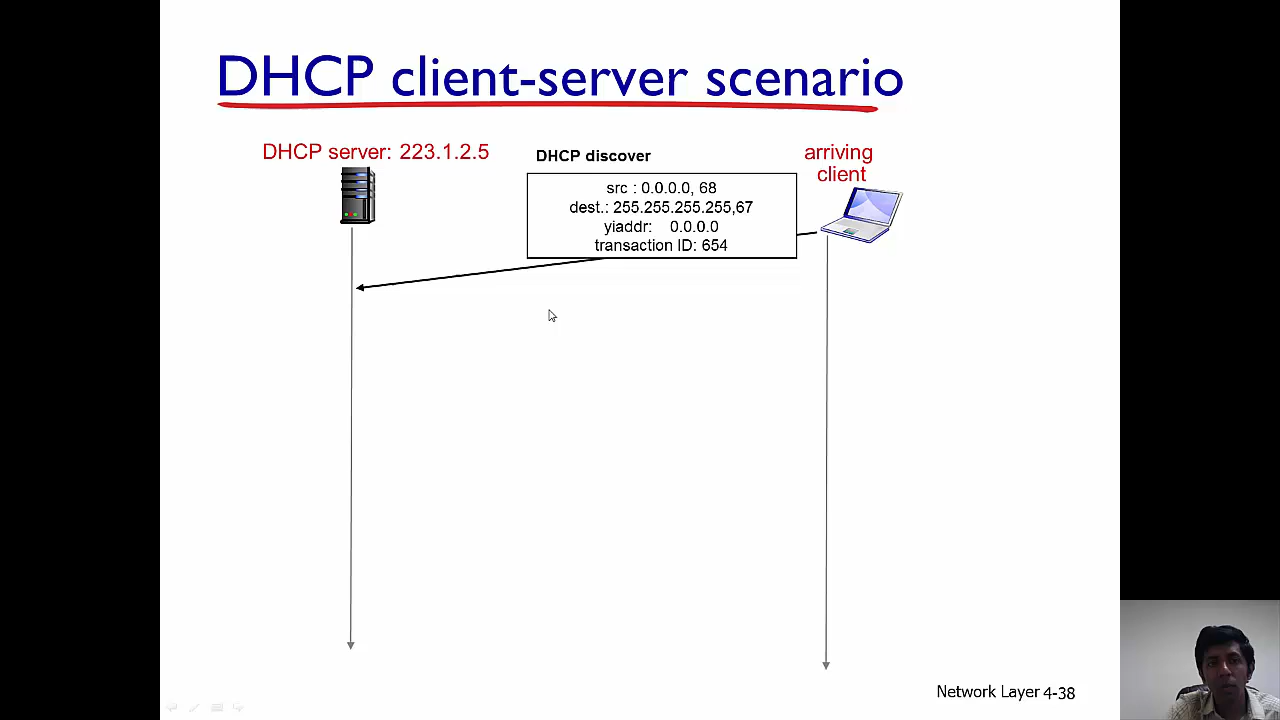 DHCP client-server scenario
DHCP server: 223.1.2.5
DHCP discover
arriving
client
src : 0.0.0.0, 68
dest.: 255.255.255.255,67
yiaddr: 0.0.0.0
transaction ID: 654
Network Layer 4-38